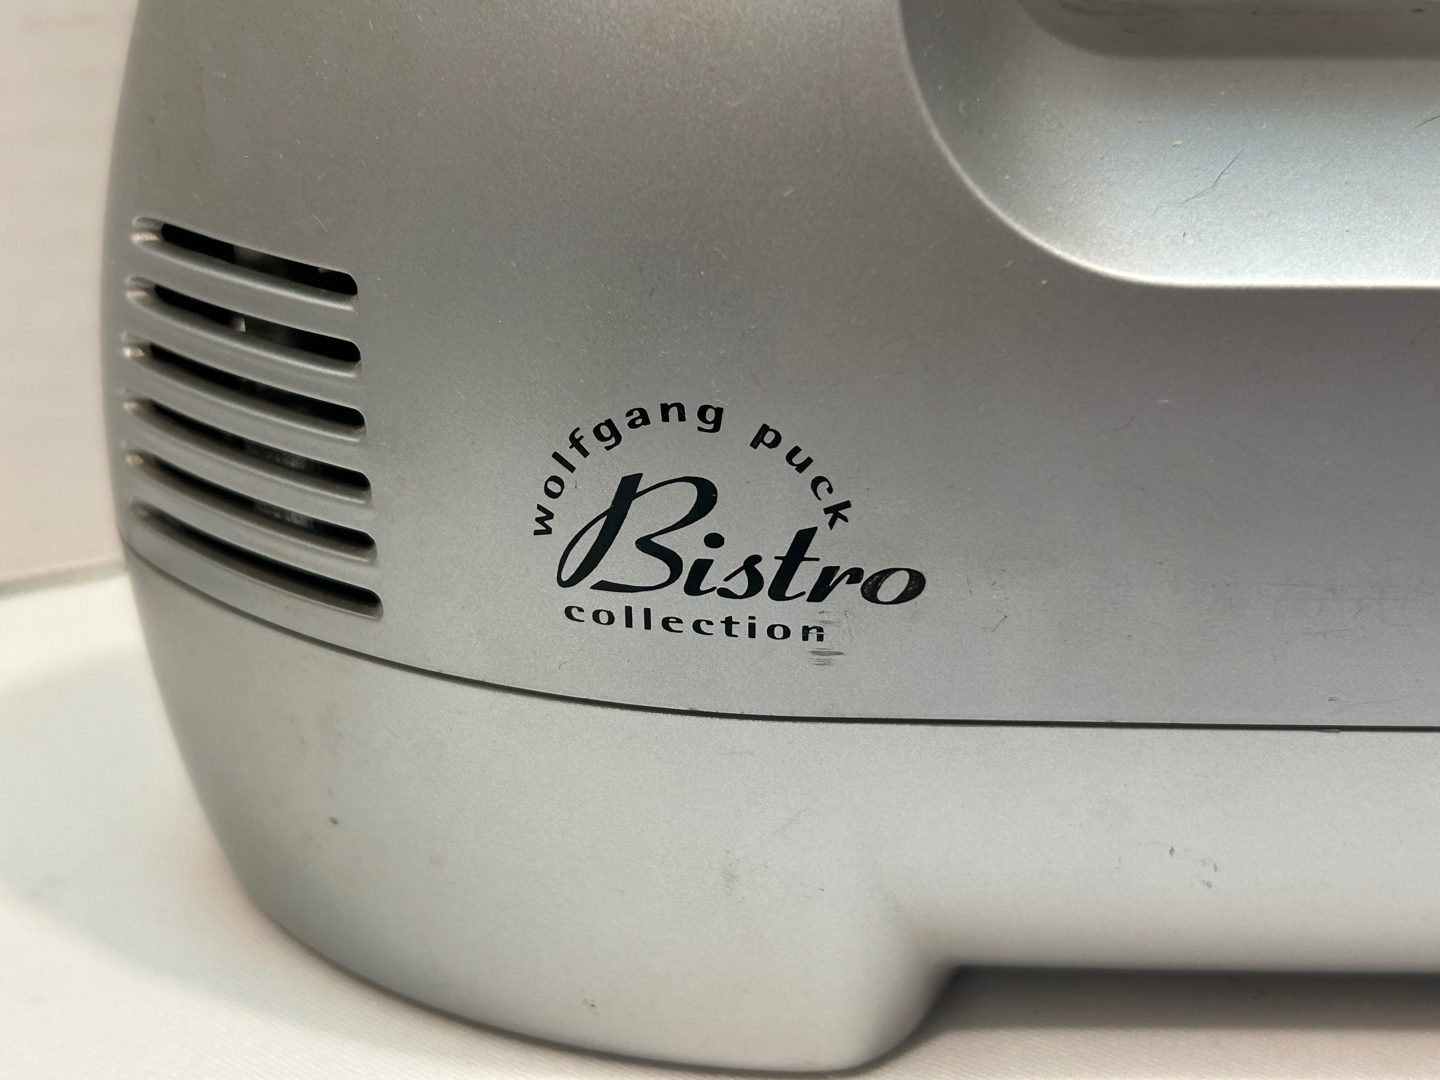 wolfgang puck
Bistro
collection